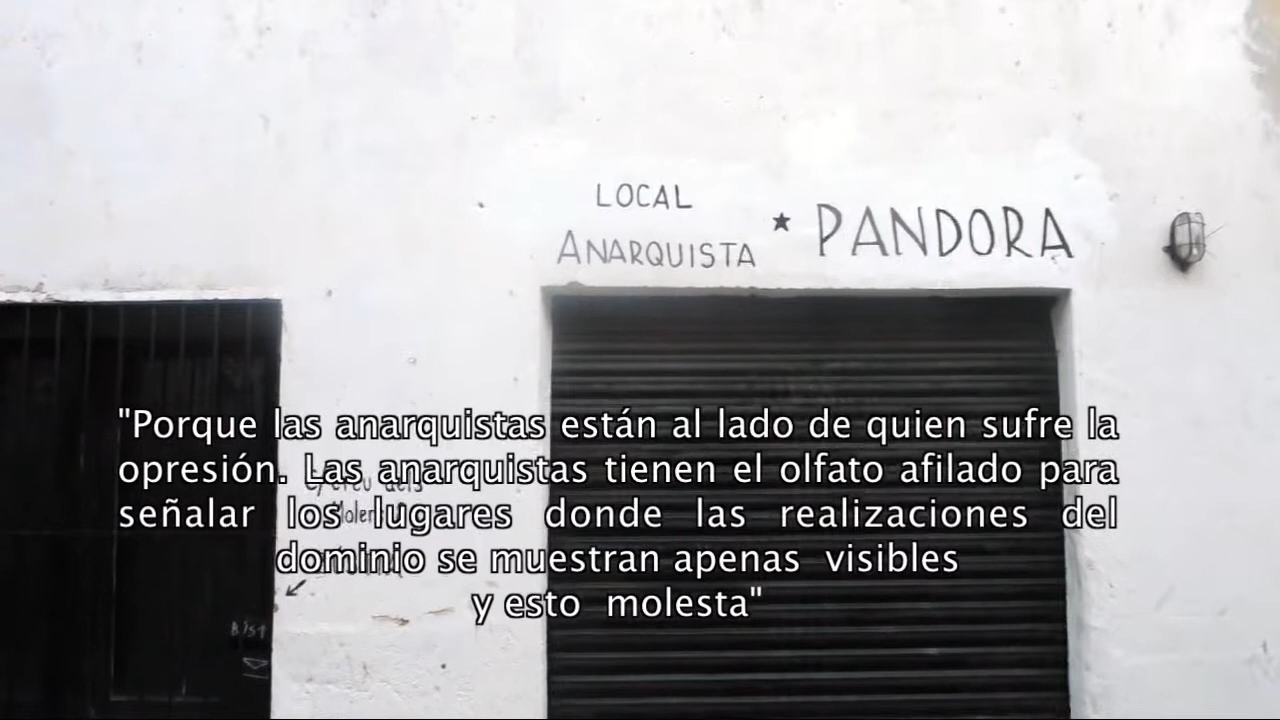 LOCAL
ANARQUISTA ★ PANDORA
"Porque las anarquistas están al lado de quien sufre la
opresión. Las anarquistas tienen el olfato afilado para
señalar los lugares donde las realizaciones del
dominio se muestran apenas visibles
y esto molesta"